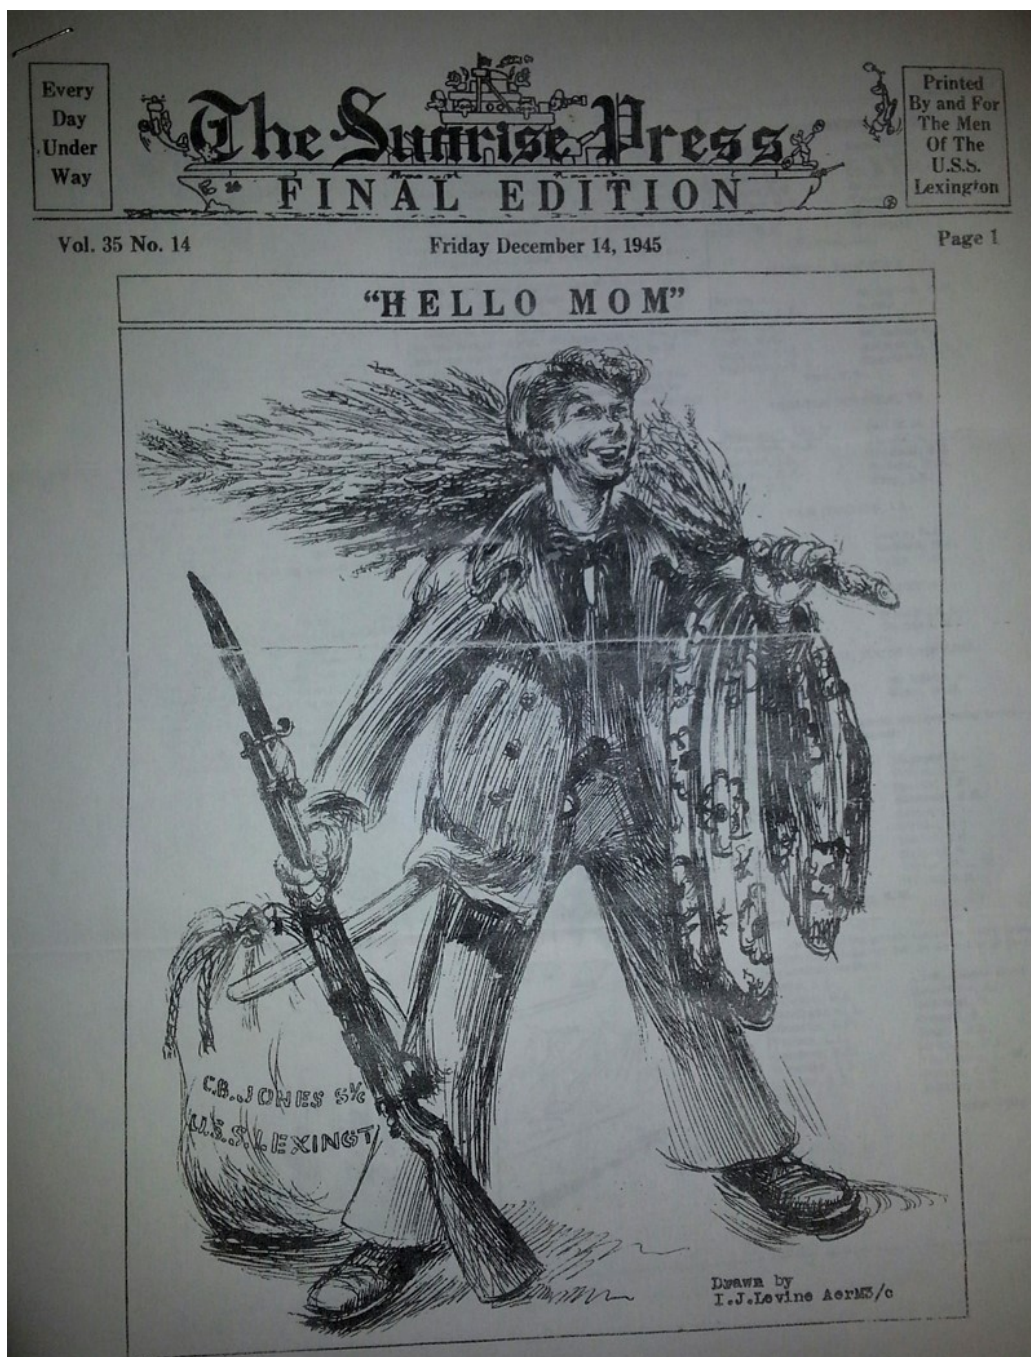 Every
Day
Under
Way
The Sunrise Press
FINAL EDITION
Printed
By and For
The Men
Of The
U.S.S.
Lexington
Vol. 35 No. 14
Friday December 14, 1945
Page 1
"HELLO MOM"
C.B. JONES S⅟c
U.S.S. LEXINGT
Drawn by
I.J.Levine AerM3/c